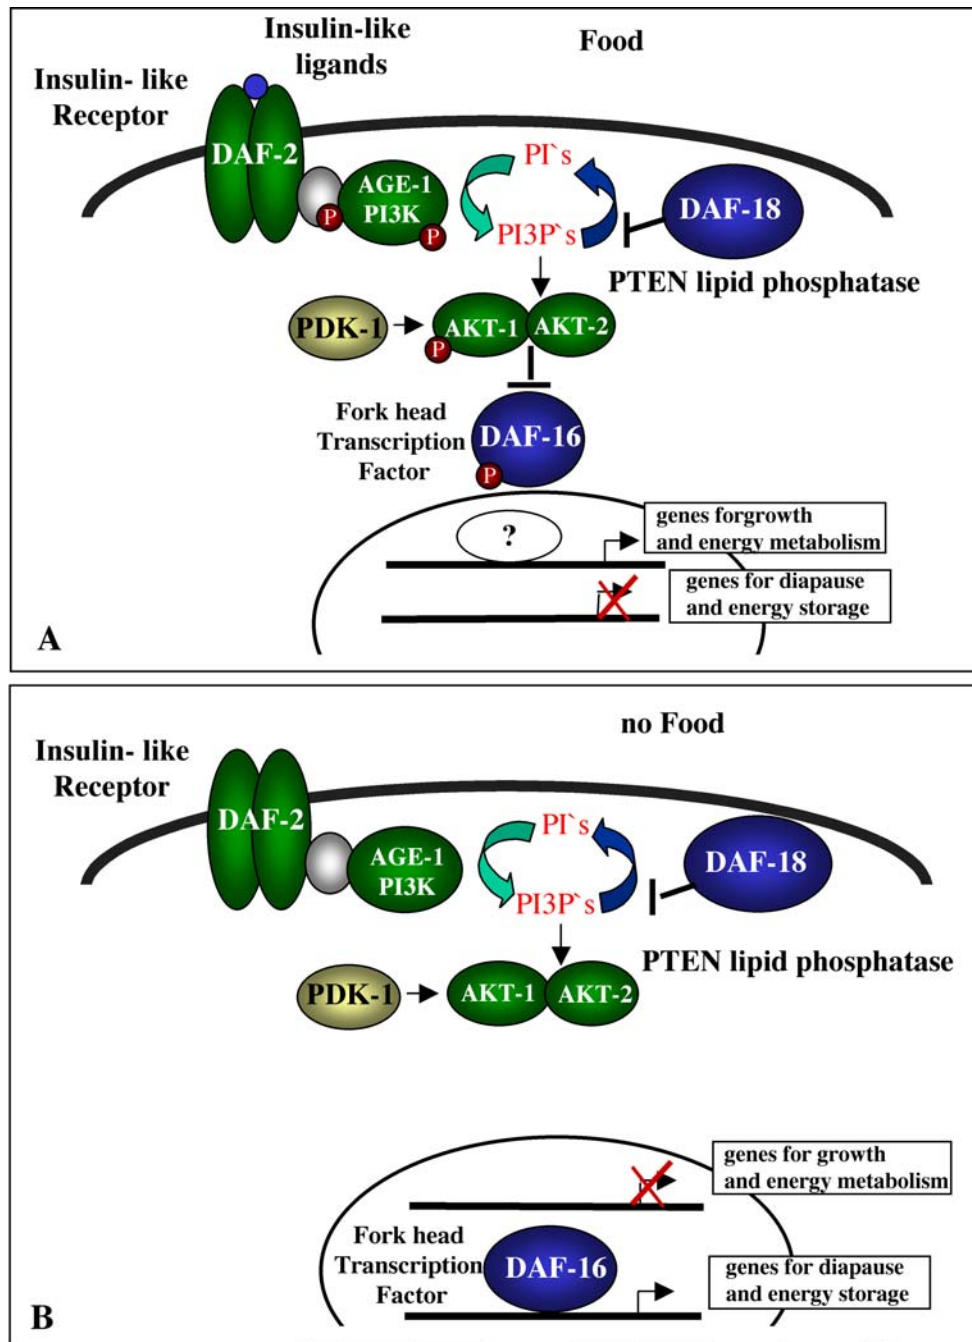 Insulin-like
ligands
Food
Insulin- like
Receptor
DAF-2
AGE-1
PI3K
P
P
PI`s
PI3P`s
DAF-18
PTEN lipid phosphatase
PDK-1
AKT-1
AKT-2
P
Fork head
Transcription
Factor
DAF-16
P
?
genes forgrowth
and energy metabolism
genes for diapause
and energy storage
A
no Food
Insulin- like
Receptor
DAF-2
AGE-1
PI3K
PI`s
PI3P`s
DAF-18
PTEN lipid phosphatase
PDK-1
AKT-1
AKT-2
genes for growth
and energy metabolism
Fork head
Transcription
Factor
DAF-16
genes for diapause
and energy storage
B